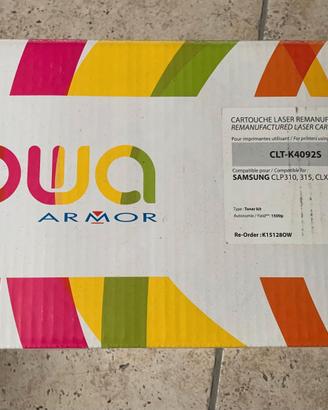 owa
ARMOR
CARTOUCHE LASER REMANUF
REMANUFACTURED LASER CAR
Pour imprimantes utilisant / For printers using
CLT-K4092S
Compatible pour / Compatible for :
SAMSUNG CLP310, 315, CLX
Type : Toner kit
Autonomie / Yield** : 1500p
Re-Order : K15128OW